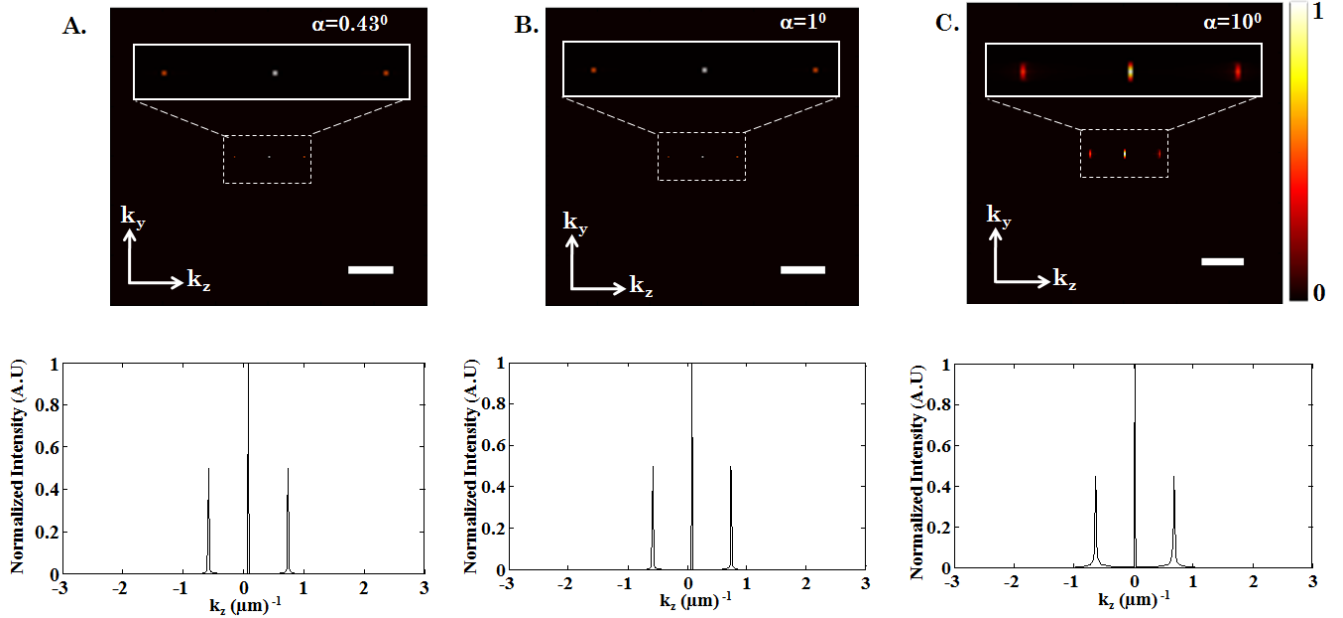 A.
α=0.43⁰
k_y
k_z
B.
α=1⁰
k_y
k_z
C.
α=10⁰
k_y
k_z
1
0
Normalized Intensity (A.U)
1
0.8
0.6
0.4
0.2
0
-3 -2 -1 0 1 2 3
k_z (μm)⁻¹
Normalized Intensity (A.U)
1
0.8
0.6
0.4
0.2
0
-3 -2 -1 0 1 2 3
k_z (μm)⁻¹
Normalized Intensity (A.U)
1
0.8
0.6
0.4
0.2
0
-3 -2 -1 0 1 2 3
k_z (μm)⁻¹